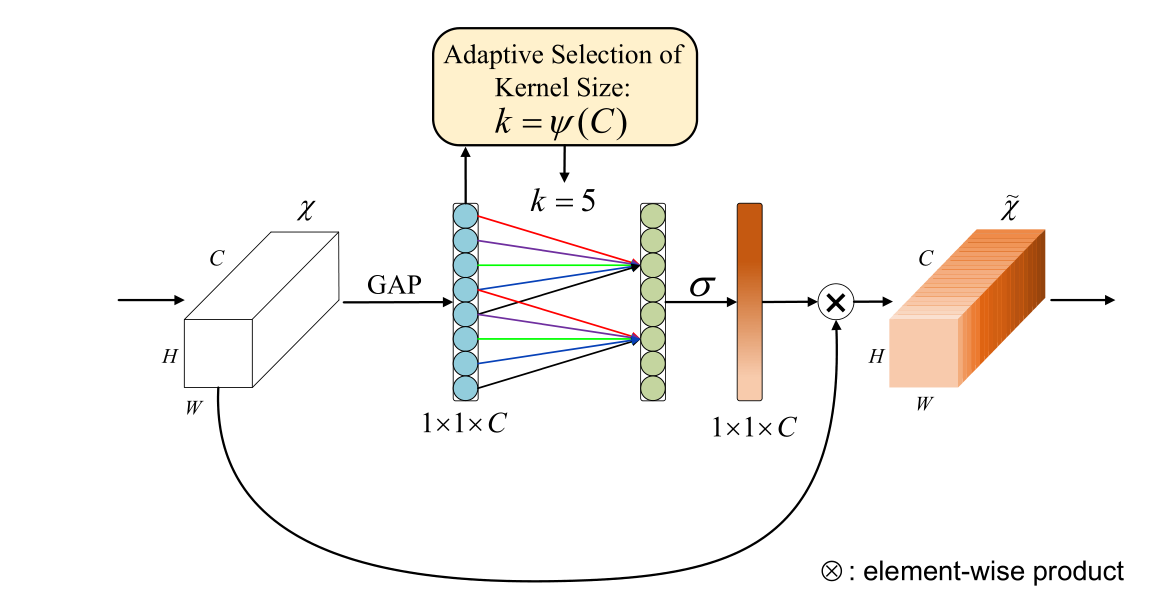 Adaptive Selection of
Kernel Size:
k = ψ(C)
k = 5
χ
C
GAP
σ
H
W
1×1×C
1×1×C
χ̃
C
H
W
⊗ : element-wise product